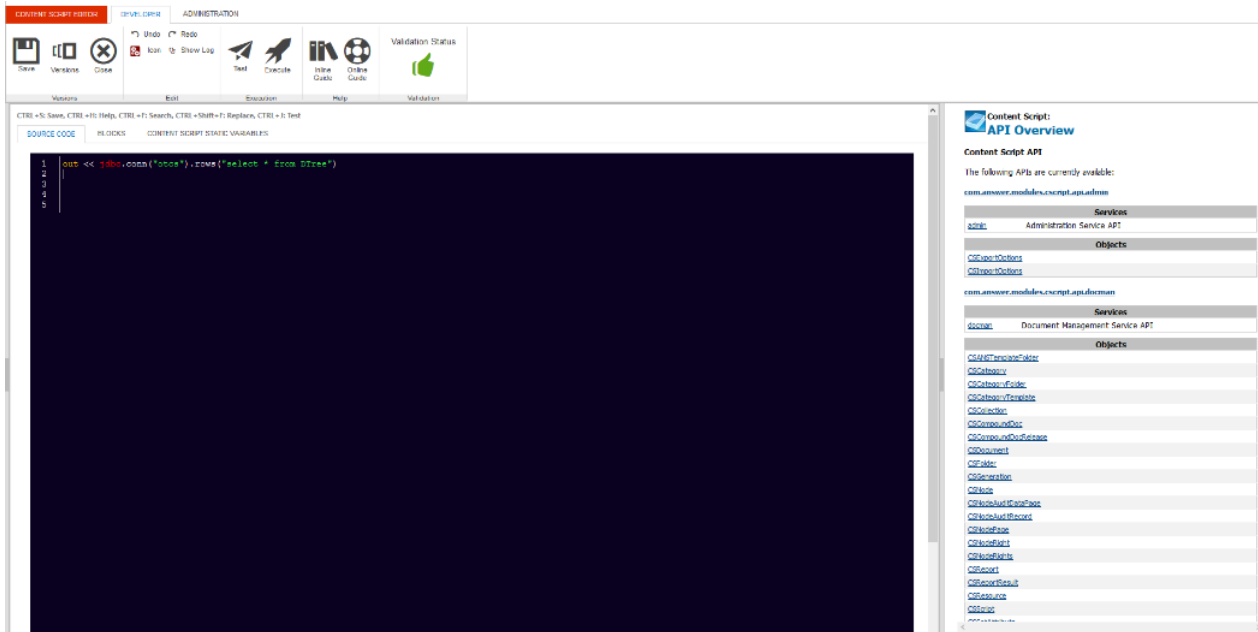 CONTENT SCRIPT EDITOR
DEVELOPER
ADMINISTRATION
Save
Versions
Close
Undo
Redo
Icon
Show Log
Test
Execute
Inline Guide
Online Guide
Validation Status
Versions
Edit
Execution
Help
Validation
CTRL+S: Save, CTRL+H: Help, CTRL+F: Search, CTRL+Shift+F: Replace, CTRL+J: Test
SOURCE CODE
BLOCKS
CONTENT SCRIPT STATIC VARIABLES
1 out << jdbc.conn("otcs").rows("select * from DTree")
2
3
4
5
Content Script:
API Overview
Content Script API
The following APIs are currently available:
com.answer.modules.cscript.api.admin
Services
admin Administration Service API
Objects
CSExportOptions
CSImportOptions
com.answer.modules.cscript.api.docman
Services
docman Document Management Service API
Objects
CSANSTemplateFolder
CSCategory
CSCategoryFolder
CSCategoryTemplate
CSCollection
CSCompoundDoc
CSCompoundDocRelease
CSDocument
CSFolder
CSGeneration
CSNode
CSNodeAuditDataPage
CSNodeAuditRecord
CSNodePage
CSNodeRight
CSNodeRights
CSReport
CSReportResult
CSResource
CSScript